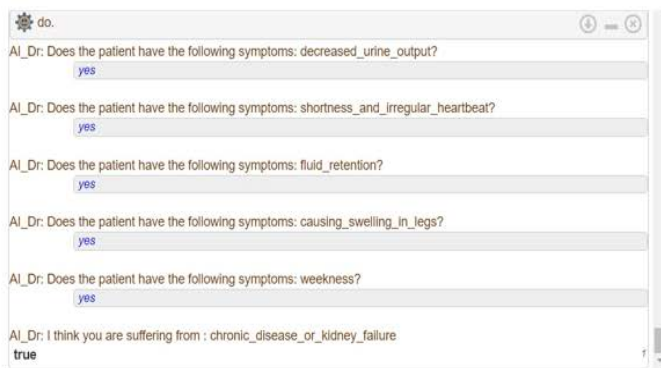 do.
AI_Dr: Does the patient have the following symptoms: decreased_urine_output?
yes
AI_Dr: Does the patient have the following symptoms: shortness_and_irregular_heartbeat?
yes
AI_Dr: Does the patient have the following symptoms: fluid_retention?
yes
AI_Dr: Does the patient have the following symptoms: causing_swelling_in_legs?
yes
AI_Dr: Does the patient have the following symptoms: weekness?
yes
AI_Dr: I think you are suffering from : chronic_disease_or_kidney_failure
true
1